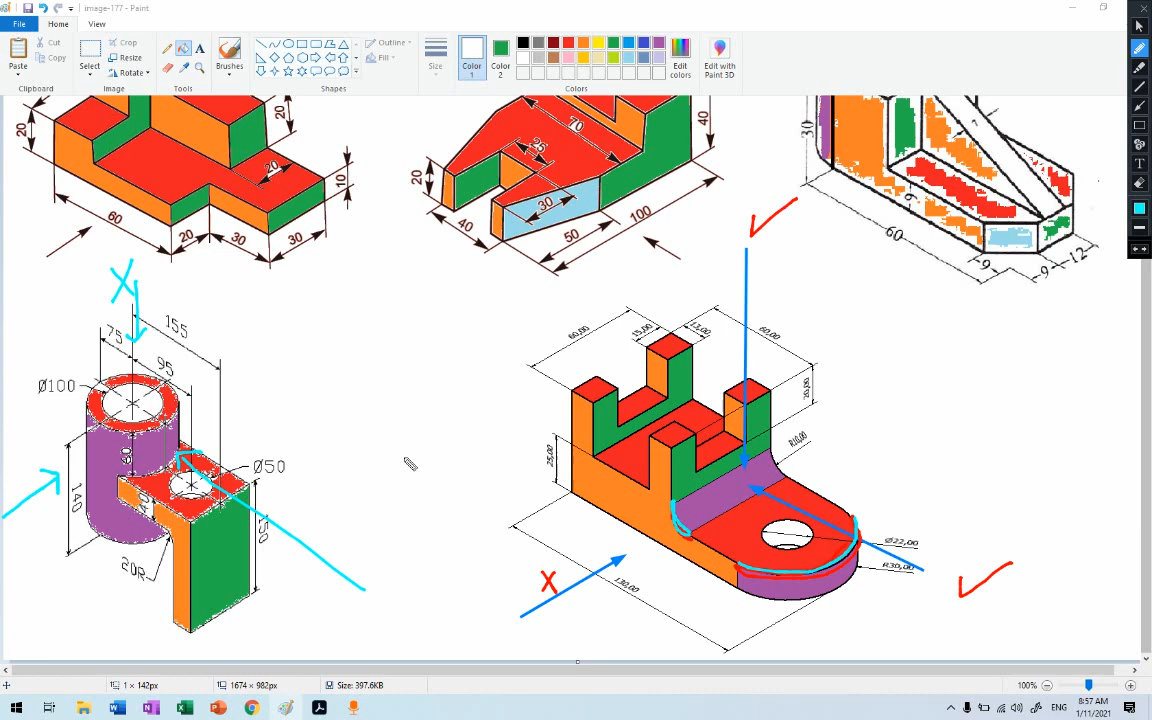 image-177 - Paint
File
Home
View
Paste
Cut
Copy
Clipboard
Select
Crop
Resize
Rotate
Image
A
Tools
Brushes
Shapes
Outline
Fill
Size
Color
1
Color
2
Colors
Edit
colors
Edit with
Paint 3D
T
20
20
20
10
60
20
30
30
20
40
70
25
30
40
50
100
30
60
9
9
12
X
155
75
95
Ø100
60
Ø50
140
40
150
20R
60,00
15,00
13,00
60,00
20,00
25,00
R10,00
Ø22,00
R30,00
130,00
X
1 × 142px
1674 × 982px
Size: 397.6KB
100%
ENG
8:57 AM
1/11/2021